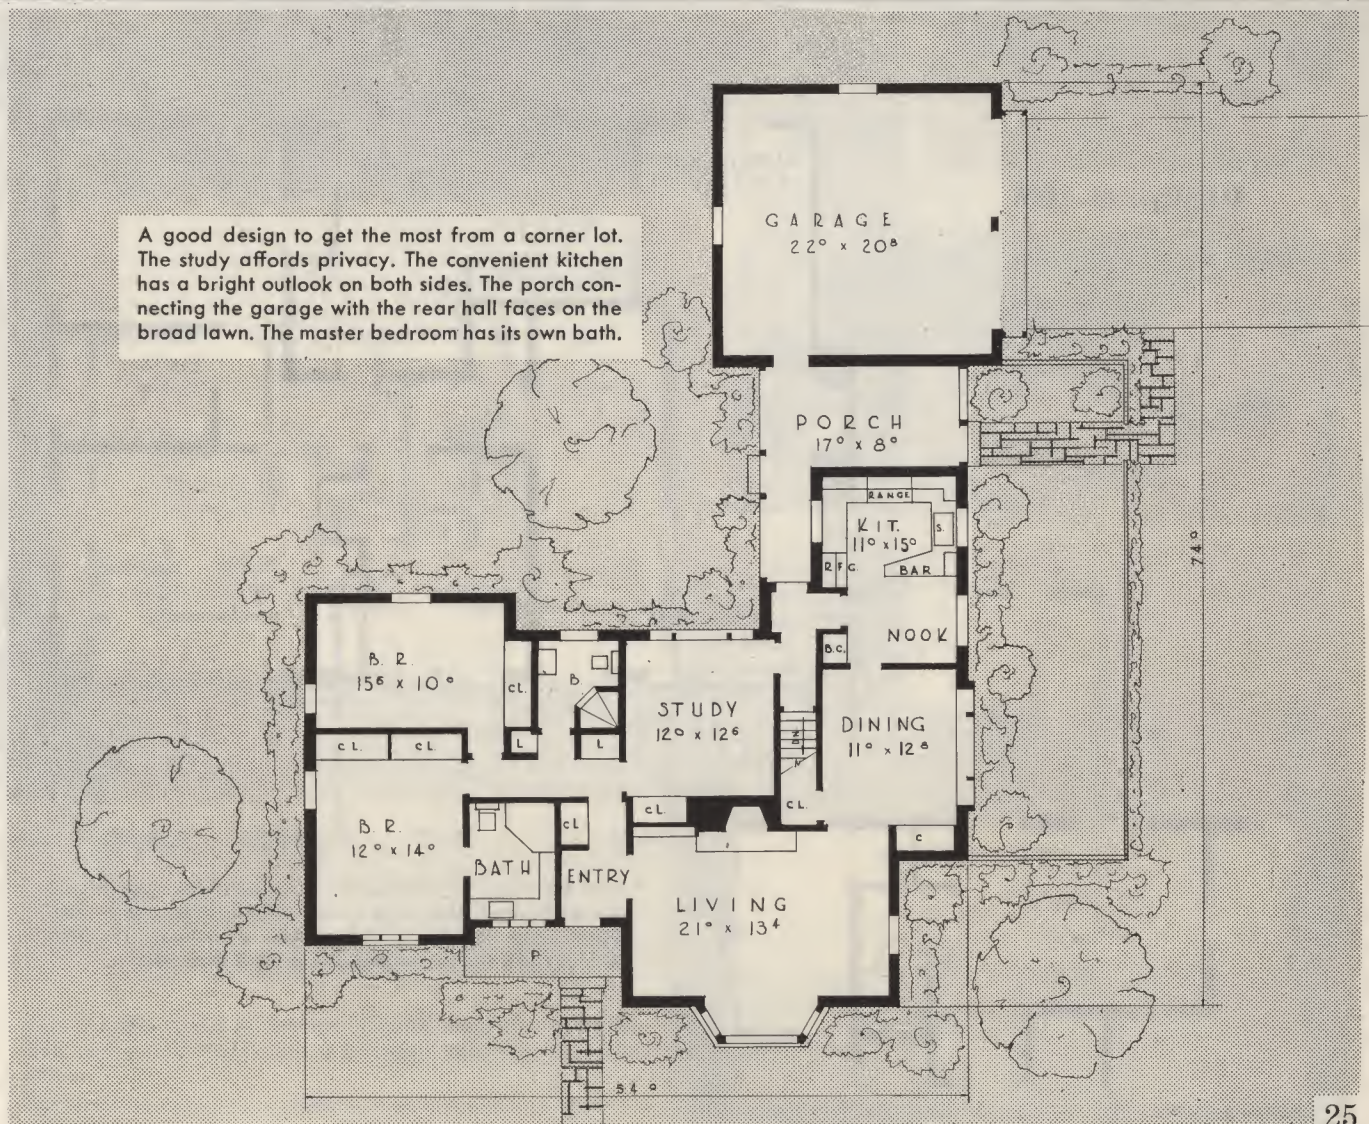 A good design to get the most from a corner lot.
The study affords privacy. The convenient kitchen
has a bright outlook on both sides. The porch con-
necting the garage with the rear hall faces on the
broad lawn. The master bedroom has its own bath.
GARAGE
22⁰ x 20⁸
PORCH
17⁰ x 8⁰
RANGE
KIT.
11⁰ x 15⁰
S.
RFG.
BAR
NOOK
B.C.
B.R.
15⁶ x 10⁰
CL.
B.
STUDY
12⁰ x 12⁶
DINING
11⁰ x 12⁸
DN
CL.
CL.
L
L
B.R.
12⁰ x 14⁰
CL
CL.
CL.
C
BATH
ENTRY
LIVING
21⁰ x 13⁴
P
74⁰
54⁰
25